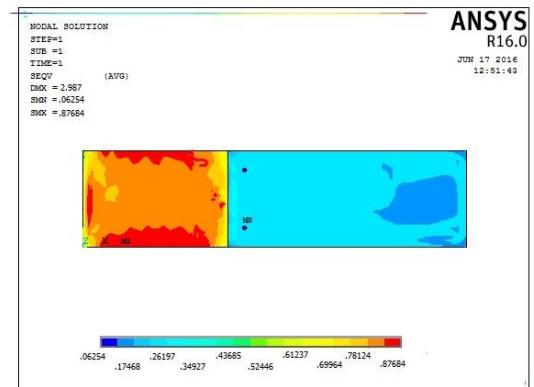 NODAL SOLUTION
STEP=1
SUB =1
TIME=1
SEQV (AVG)
DMX = 2.987
SMN =.06254
SMX =.87684
ANSYS
R16.0
JUN 17 2016
12:51:43
MN
Z X MX
.06254 .26197 .43685 .61237 .78124
.17468 .34927 .52446 .69964 .87684